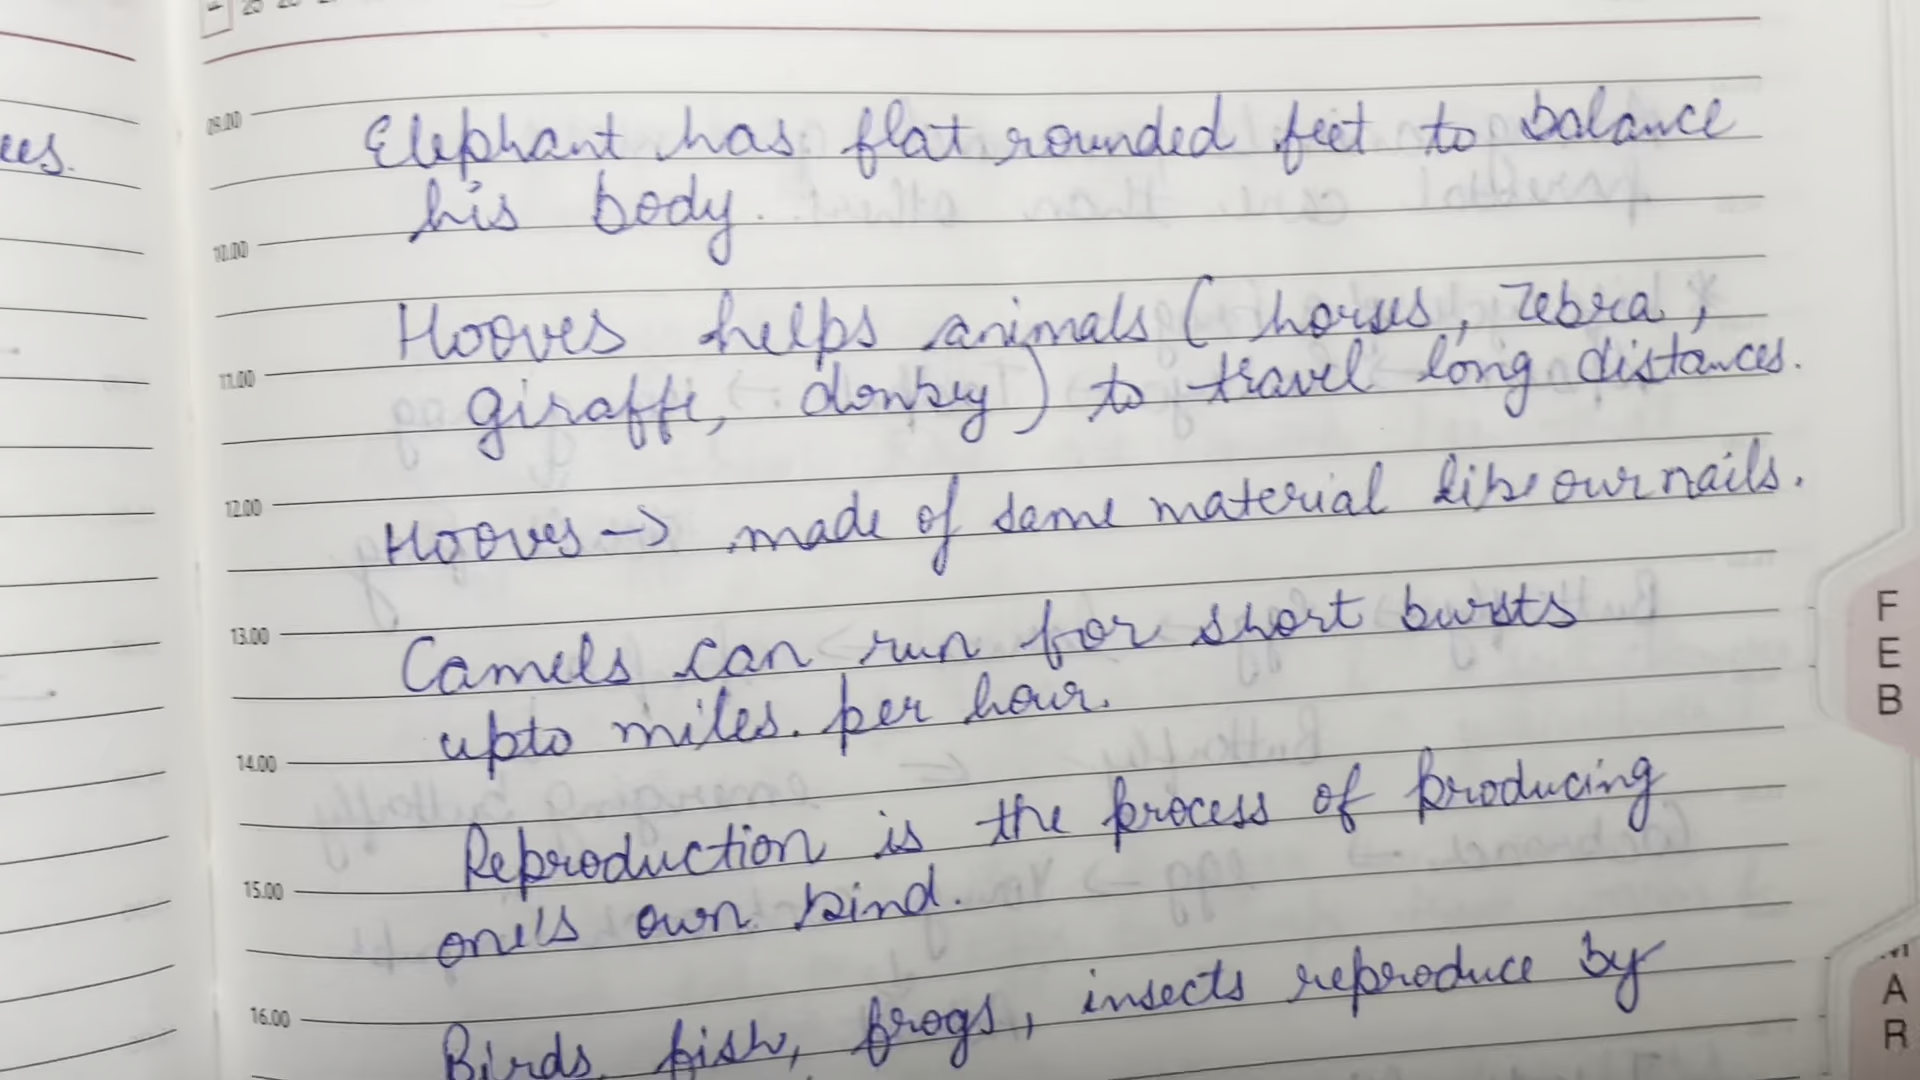 ees.
09.00
Elephant has flat rounded feet to balance
his body.
10.00
Hooves helps animals ( horses, zebra,
11.00
giraffe, donkey) to travel long distances.
12.00
Hooves -> made of same material like our nails.
13.00
Camels can run for short bursts
upto miles. per hour.
14.00
Reproduction is the process of producing
15.00
one's own kind.
16.00
Birds, fish, frogs, insects reproduce by
FEB
MAR